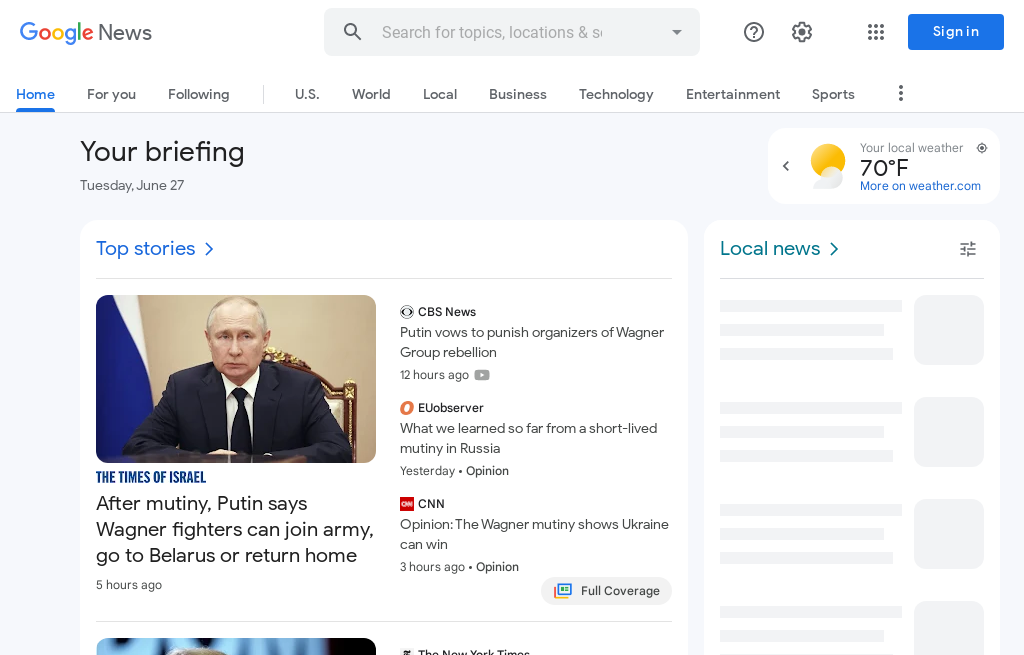 Google News
Search for topics, locations & so
Sign in
Home
For you
Following
U.S.
World
Local
Business
Technology
Entertainment
Sports
Your briefing
Tuesday, June 27
Your local weather
70°F
More on weather.com
Top stories
THE TIMES OF ISRAEL
After mutiny, Putin says
Wagner fighters can join army,
go to Belarus or return home
5 hours ago
CBS News
Putin vows to punish organizers of Wagner
Group rebellion
12 hours ago
EUobserver
What we learned so far from a short-lived
mutiny in Russia
Yesterday • Opinion
CNN
Opinion: The Wagner mutiny shows Ukraine
can win
3 hours ago • Opinion
Full Coverage
The New York Times
Local news